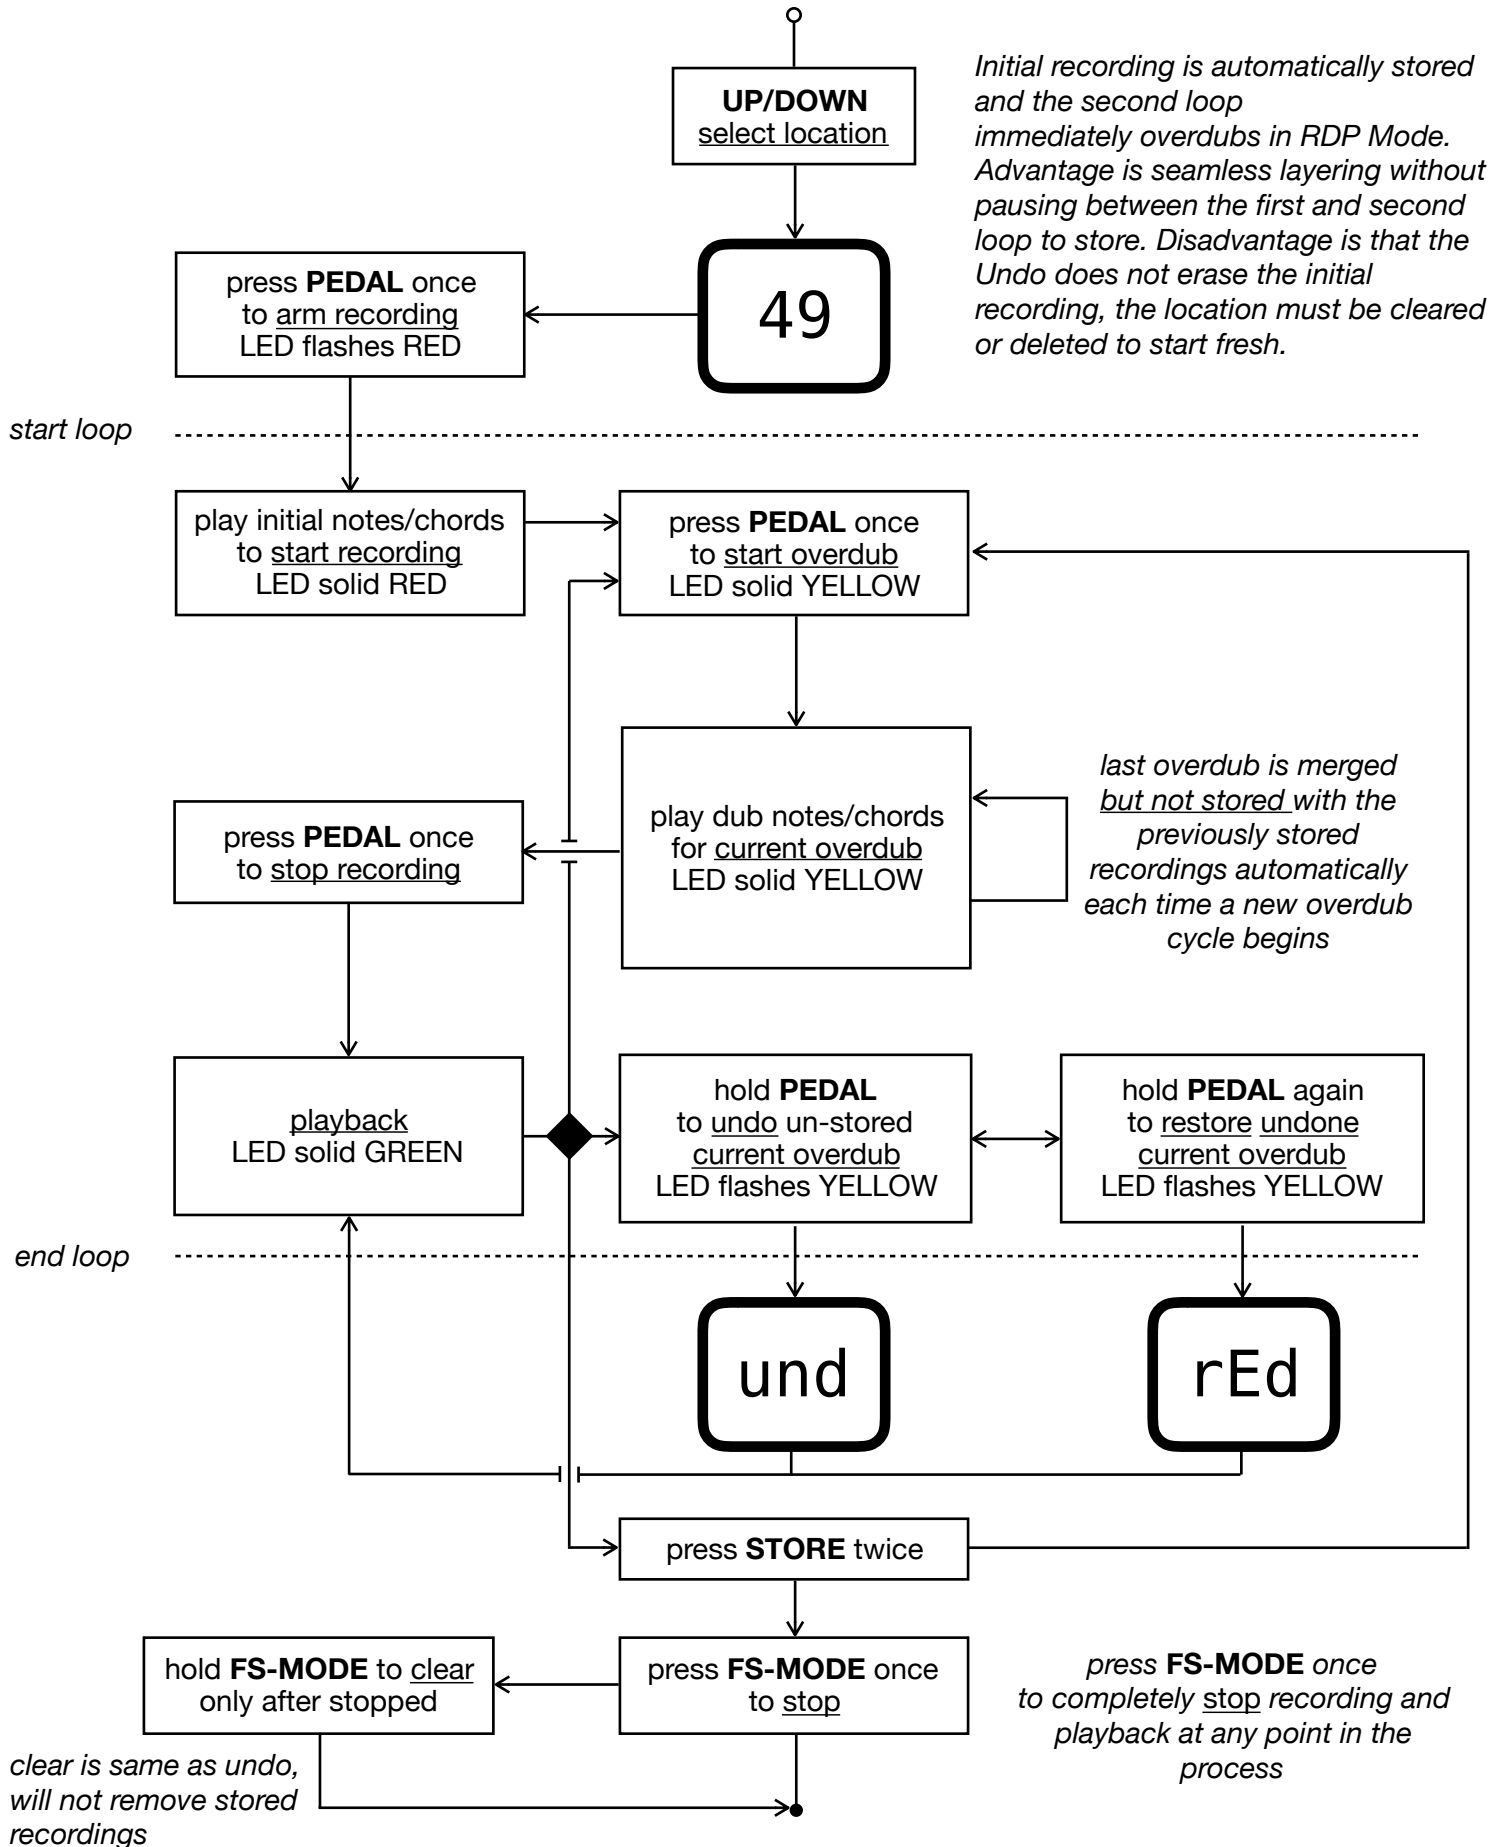 UP/DOWN
select location
Initial recording is automatically stored
and the second loop
immediately overdubs in RDP Mode.
Advantage is seamless layering without
pausing between the first and second
loop to store. Disadvantage is that the
Undo does not erase the initial
recording, the location must be cleared
or deleted to start fresh.
49
press PEDAL once
to arm recording
LED flashes RED
start loop
play initial notes/chords
to start recording
LED solid RED
press PEDAL once
to start overdub
LED solid YELLOW
play dub notes/chords
for current overdub
LED solid YELLOW
last overdub is merged
but not stored with the
previously stored
recordings automatically
each time a new overdub
cycle begins
press PEDAL once
to stop recording
playback
LED solid GREEN
hold PEDAL
to undo un-stored
current overdub
LED flashes YELLOW
hold PEDAL again
to restore undone
current overdub
LED flashes YELLOW
end loop
und
rEd
press STORE twice
hold FS-MODE to clear
only after stopped
press FS-MODE once
to stop
press FS-MODE once
to completely stop recording and
playback at any point in the
process
clear is same as undo,
will not remove stored
recordings